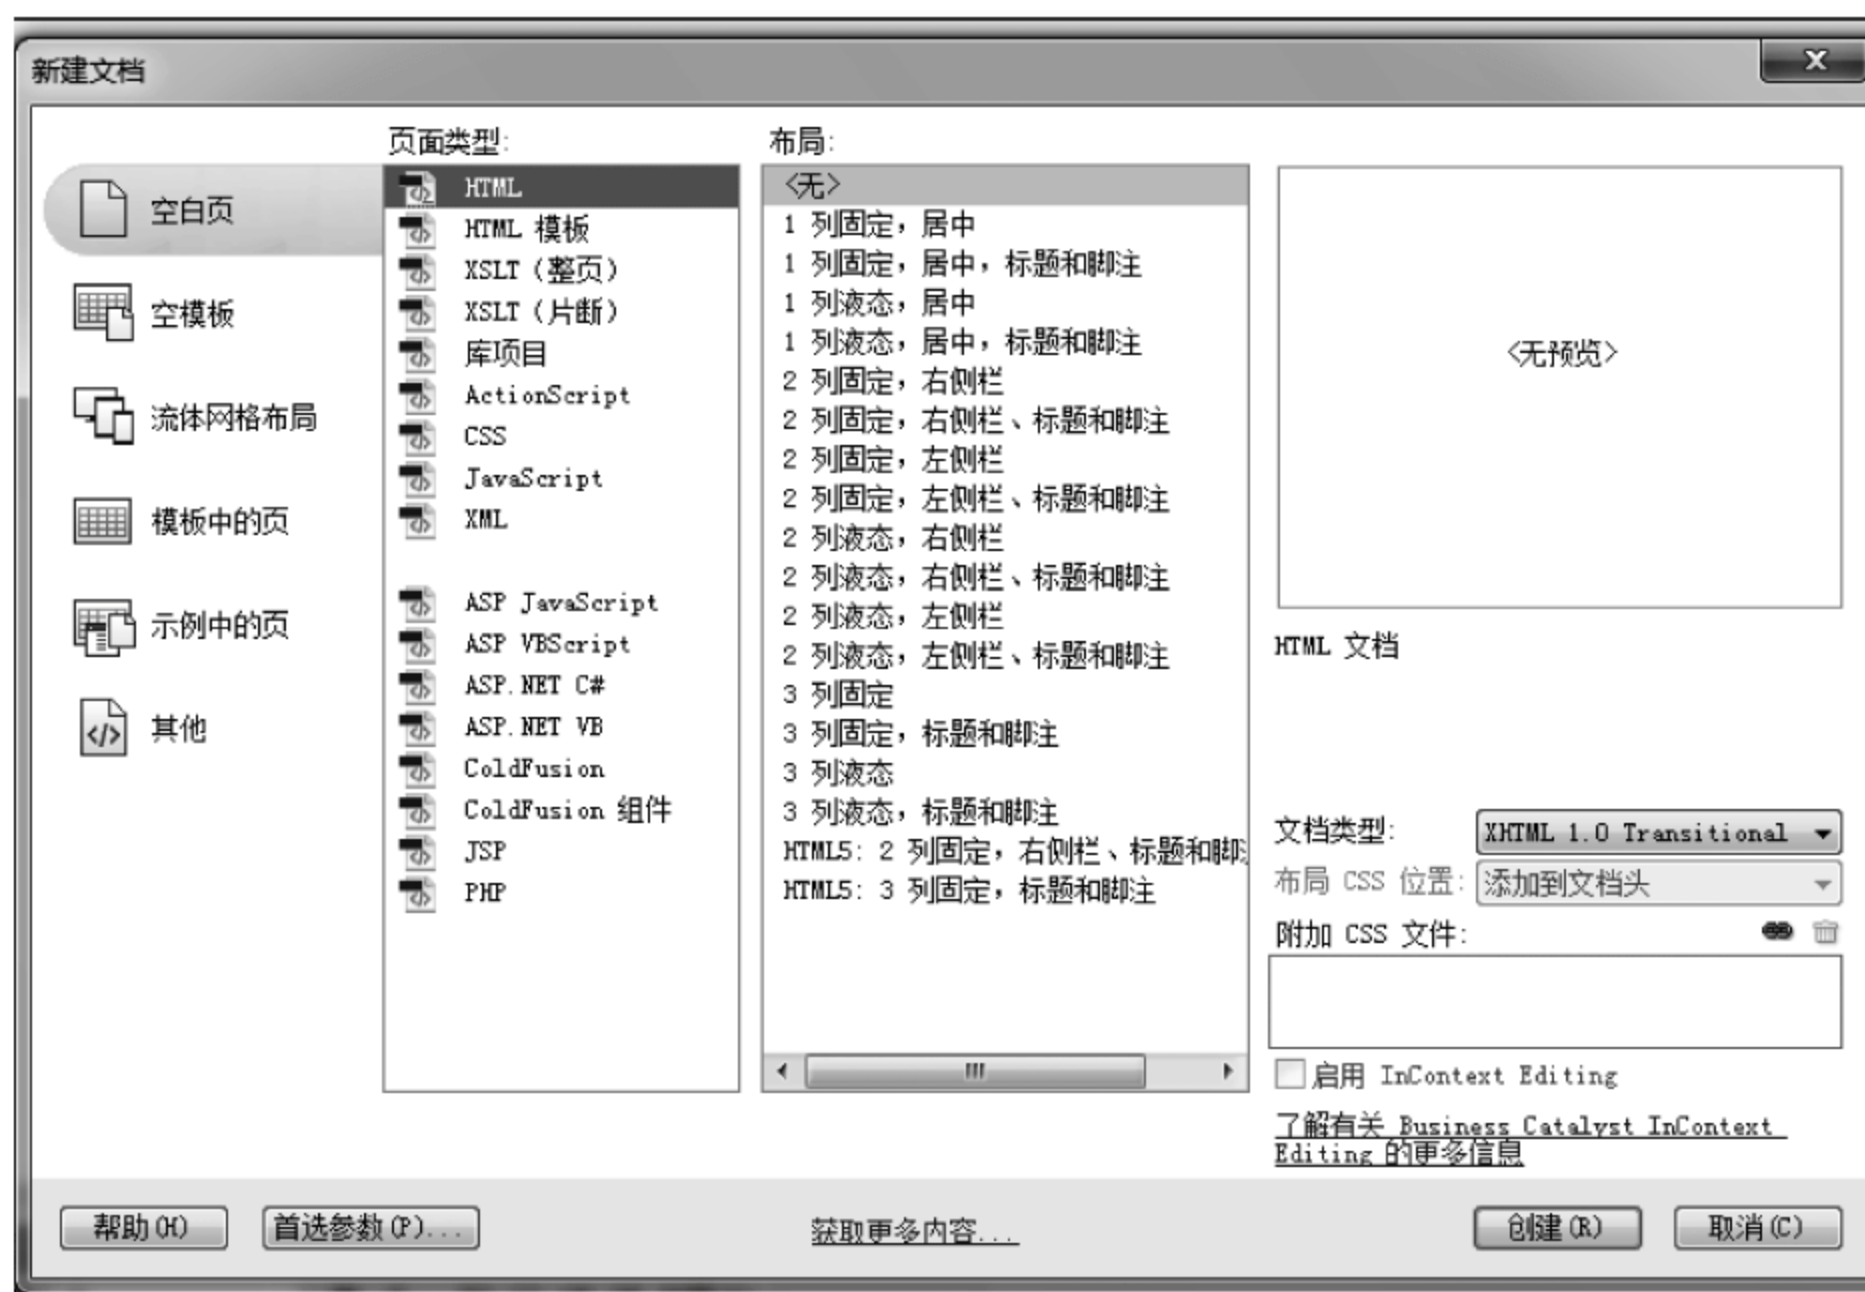 新建文档
空白页
空模板
流体网格布局
模板中的页
示例中的页
其他
页面类型:
HTML
HTML 模板
XSLT（整页）
XSLT（片断）
库项目
ActionScript
CSS
JavaScript
XML
ASP JavaScript
ASP VBScript
ASP.NET C#
ASP.NET VB
ColdFusion
ColdFusion 组件
JSP
PHP
布局:
<无>
1 列固定，居中
1 列固定，居中，标题和脚注
1 列液态，居中
1 列液态，居中，标题和脚注
2 列固定，右侧栏
2 列固定，右侧栏、标题和脚注
2 列固定，左侧栏
2 列固定，左侧栏、标题和脚注
2 列液态，右侧栏
2 列液态，右侧栏、标题和脚注
2 列液态，左侧栏
2 列液态，左侧栏、标题和脚注
3 列固定
3 列固定，标题和脚注
3 列液态
3 列液态，标题和脚注
HTML5: 2 列固定，右侧栏、标题和脚
HTML5: 3 列固定，标题和脚注
<无预览>
HTML 文档
文档类型: XHTML 1.0 Transitional
布局 CSS 位置: 添加到文档头
附加 CSS 文件:
启用 InContext Editing
了解有关 Business Catalyst InContext
Editing 的更多信息
帮助(H) 首选参数(P)... 获取更多内容... 创建(R) 取消(C)